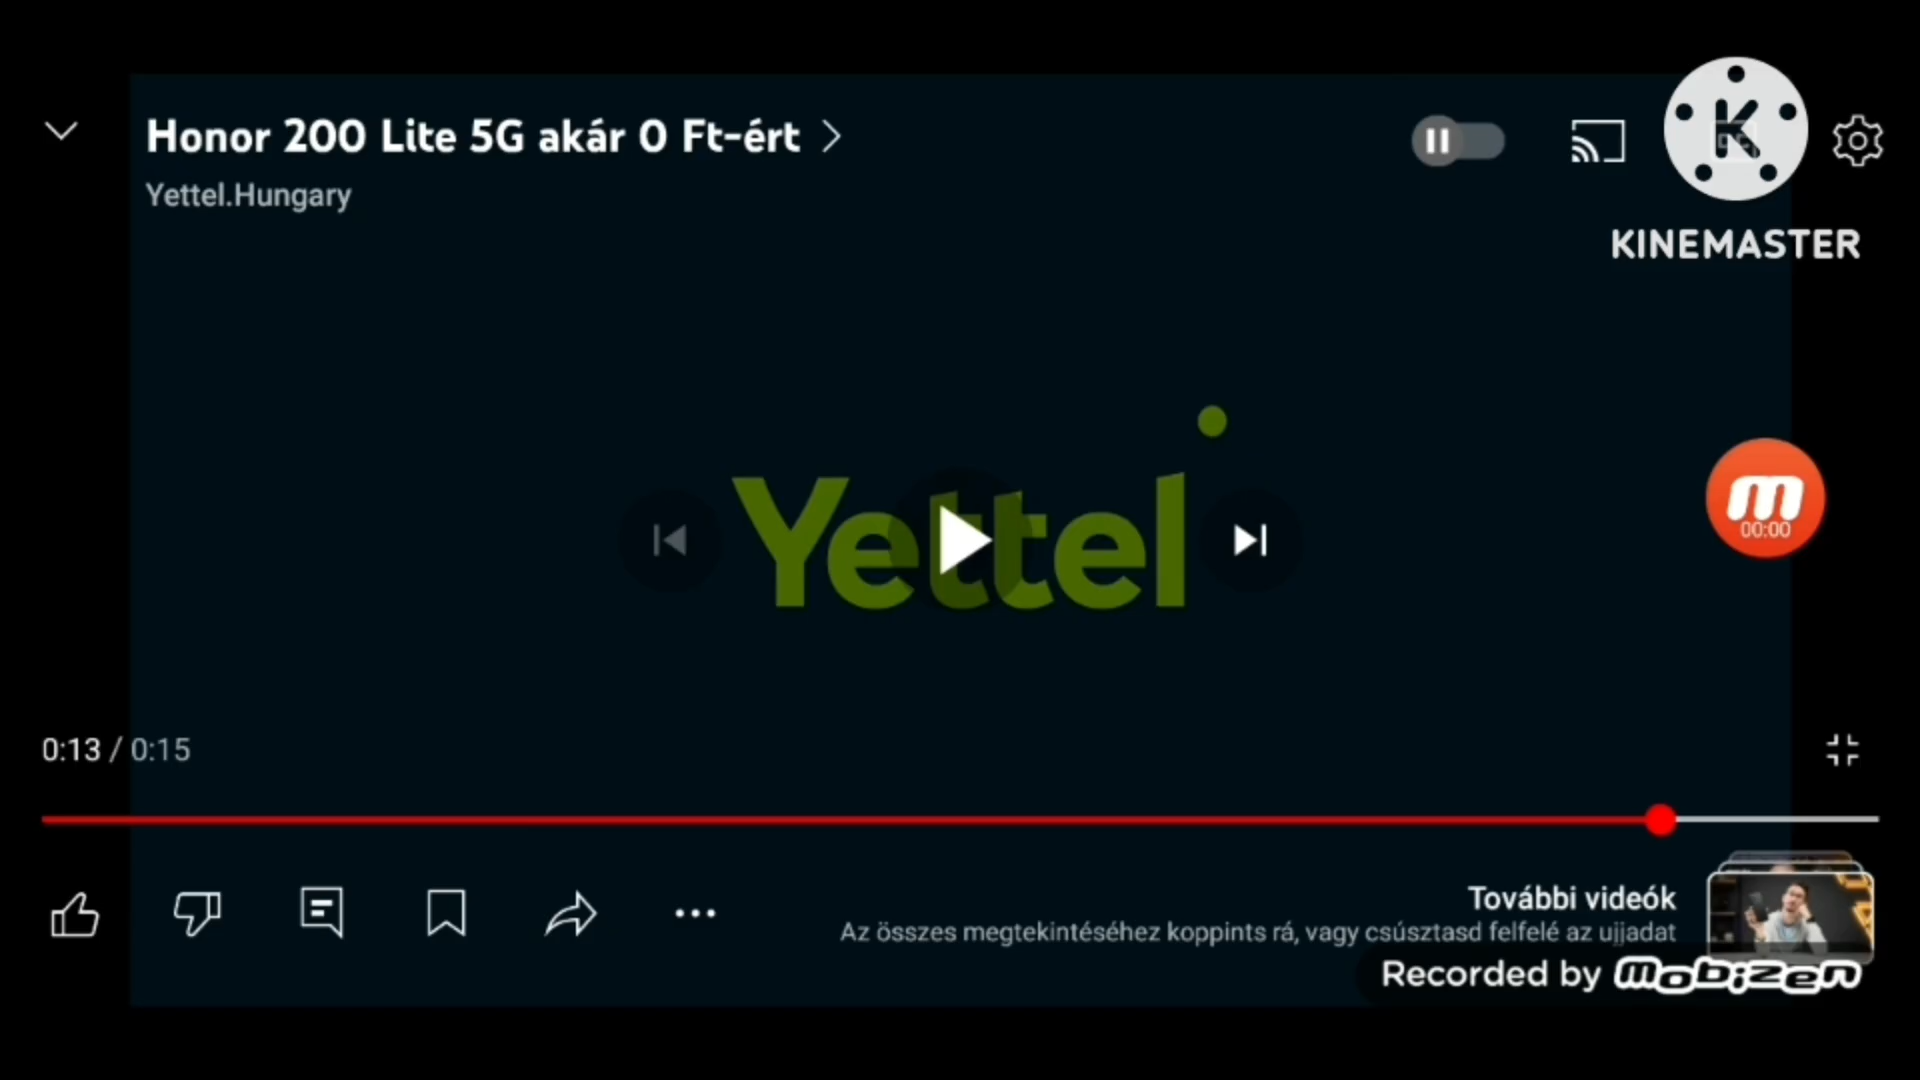 Honor 200 Lite 5G akár 0 Ft-ért
Yettel.Hungary
K
KINEMASTER
Yettel
m
00:00
0:13 / 0:15
További videók
Az összes megtekintéséhez koppints rá, vagy csúsztasd felfelé az ujjadat
Recorded by mobizen